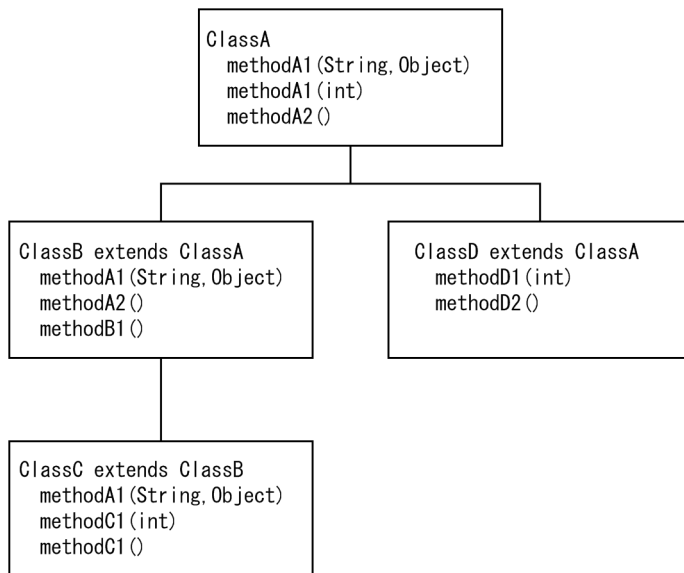 ClassA
methodA1(String,Object)
methodA1(int)
methodA2()
ClassB extends ClassA
methodA1(String,Object)
methodA2()
methodB1()
ClassD extends ClassA
methodD1(int)
methodD2()
ClassC extends ClassB
methodA1(String,Object)
methodC1(int)
methodC1()